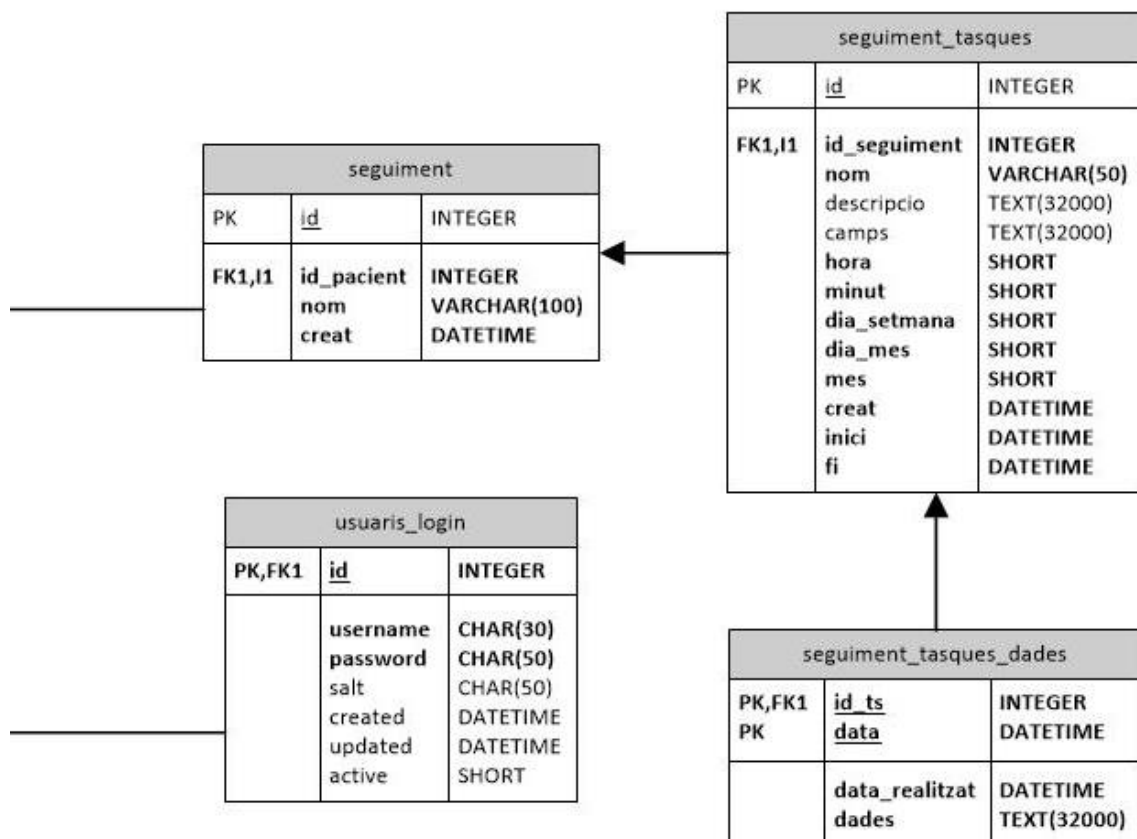 seguiment_tasques
PK id INTEGER
FK1,I1 id_seguiment INTEGER
nom VARCHAR(50)
descripcio TEXT(32000)
camps TEXT(32000)
hora SHORT
minut SHORT
dia_setmana SHORT
dia_mes SHORT
mes SHORT
creat DATETIME
inici DATETIME
fi DATETIME
seguiment
PK id INTEGER
FK1,I1 id_pacient INTEGER
nom VARCHAR(100)
creat DATETIME
usuaris_login
PK,FK1 id INTEGER
username CHAR(30)
password CHAR(50)
salt CHAR(50)
created DATETIME
updated DATETIME
active SHORT
seguiment_tasques_dades
PK,FK1 id_ts INTEGER
PK data DATETIME
data_realitzat DATETIME
dades TEXT(32000)